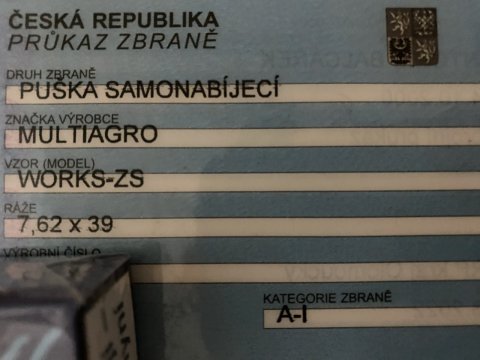 ČESKÁ REPUBLIKA
PRŮKAZ ZBRANĚ
DRUH ZBRANĚ
PUŠKA SAMONABÍJECÍ
ZNAČKA VÝROBCE
MULTIAGRO
VZOR (MODEL)
WORKS-ZS
RÁŽE
7,62 x 39
VÝROBNÍ ČÍSLO
KATEGORIE ZBRANĚ
A-I